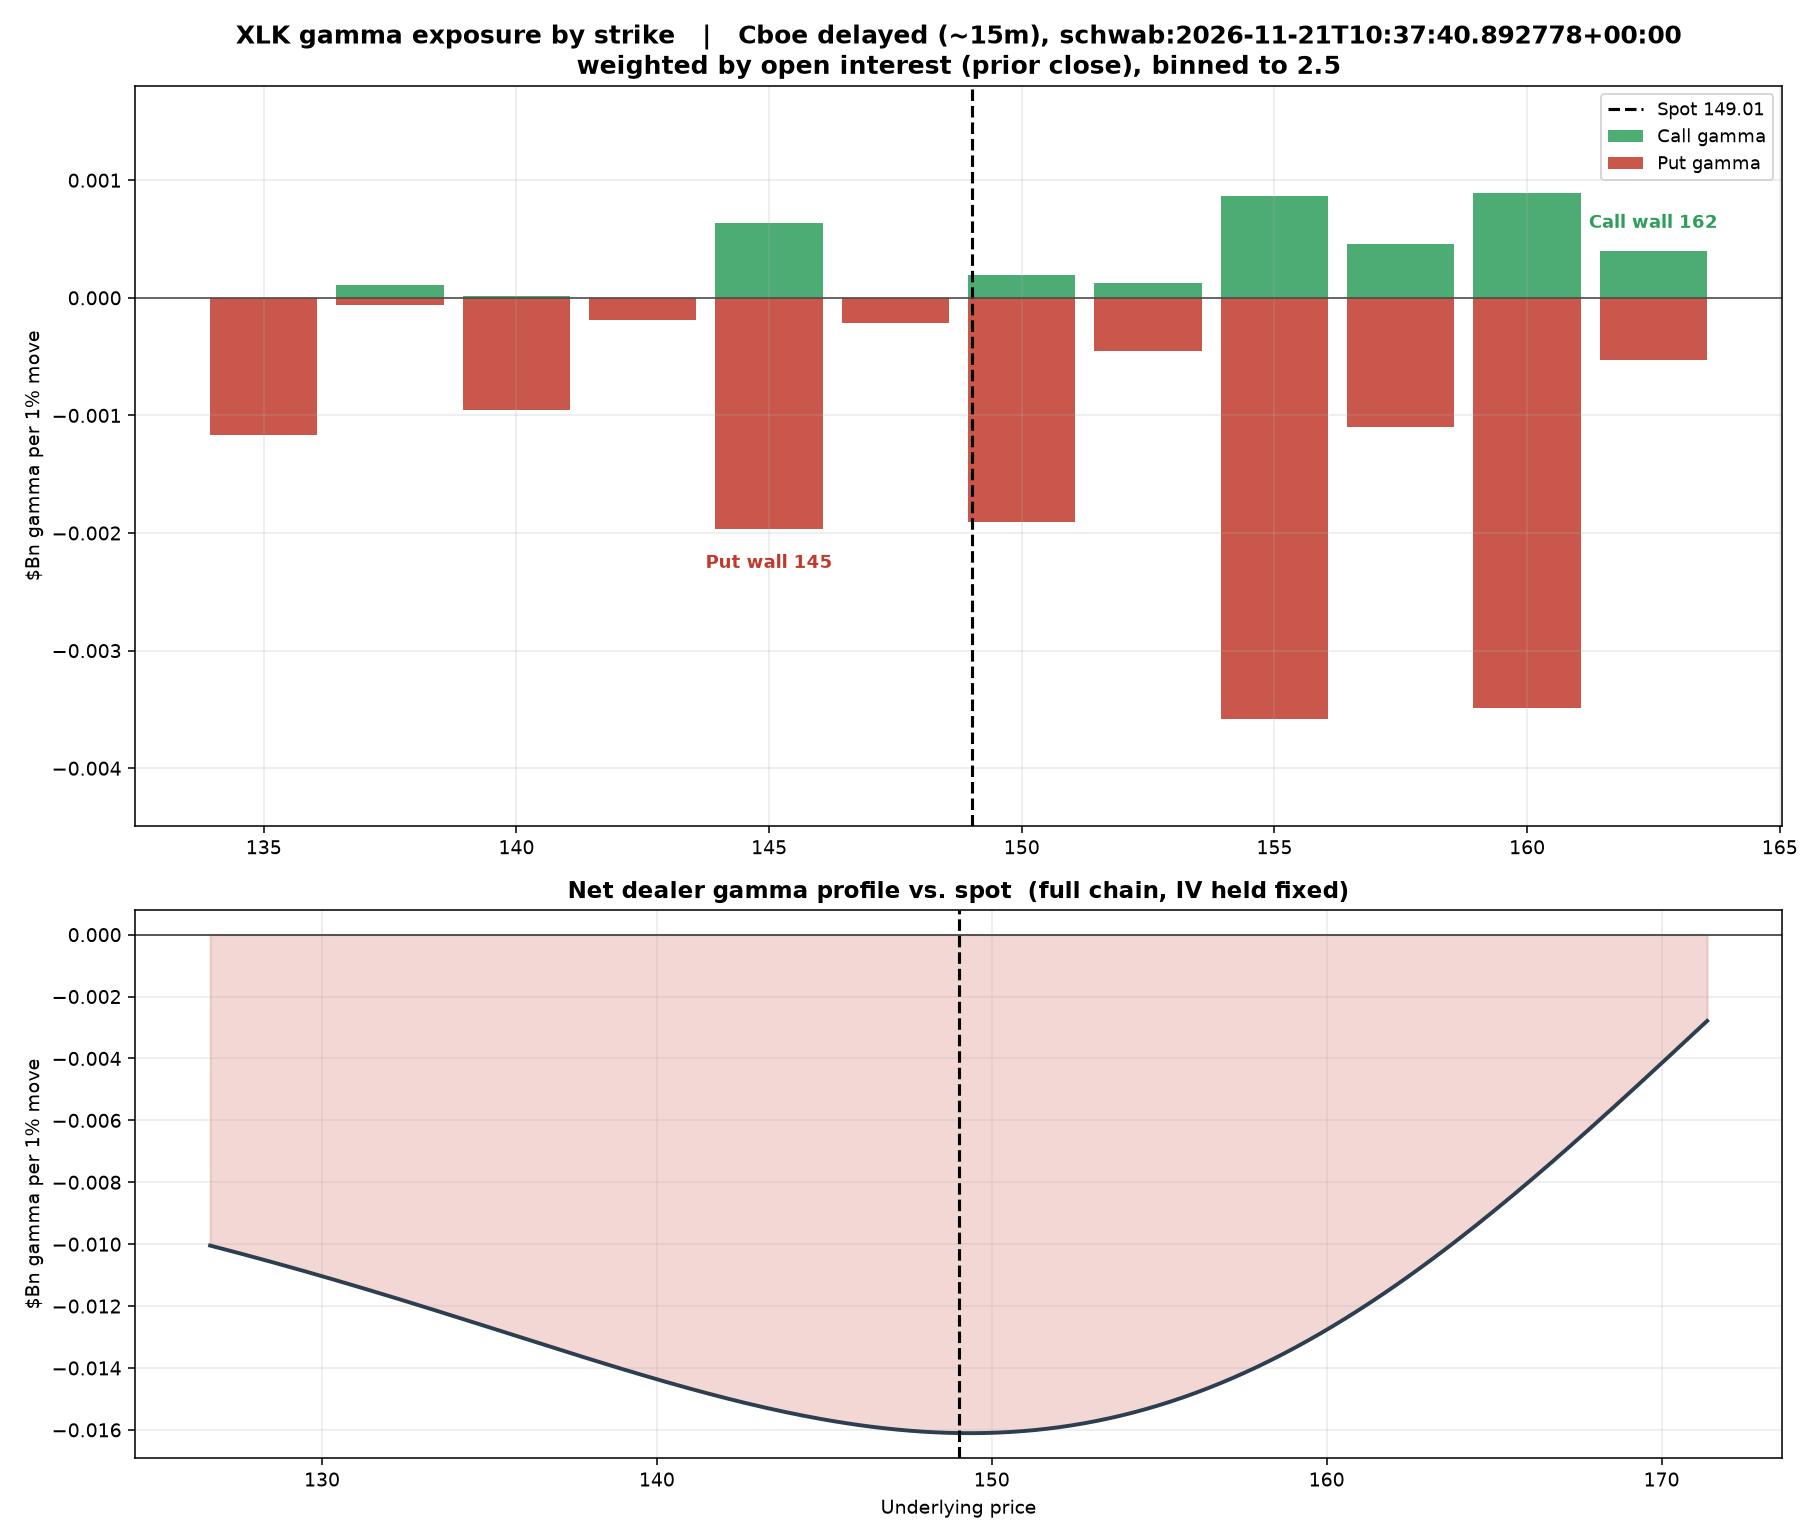 XLK gamma exposure by strike | Cboe delayed (~15m), schwab:2026-11-21T10:37:40.892778+00:00
weighted by open interest (prior close), binned to 2.5
Spot 149.01
Call gamma
Put gamma
Call wall 162
Put wall 145
$Bn gamma per 1% move
0.001
0.000
−0.001
−0.002
−0.003
−0.004
135 140 145 150 155 160 165
Net dealer gamma profile vs. spot (full chain, IV held fixed)
$Bn gamma per 1% move
0.000
−0.002
−0.004
−0.006
−0.008
−0.010
−0.012
−0.014
−0.016
130 140 150 160 170
Underlying price